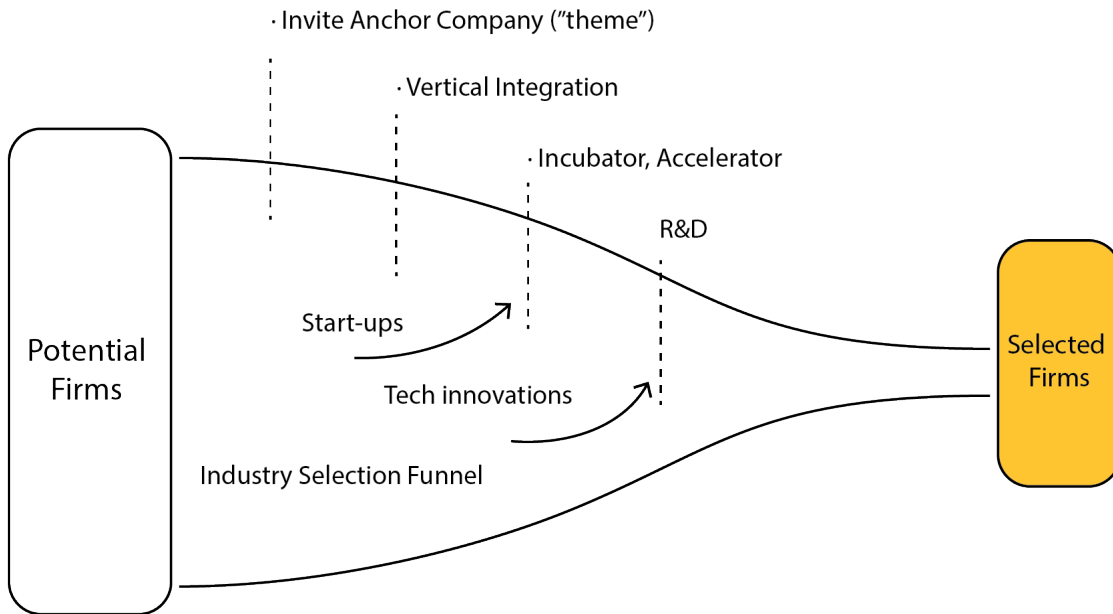 · Invite Anchor Company ("theme")
· Vertical Integration
· Incubator, Accelerator
R&D
Start-ups
Potential
Firms
Selected
Firms
Tech innovations
Industry Selection Funnel